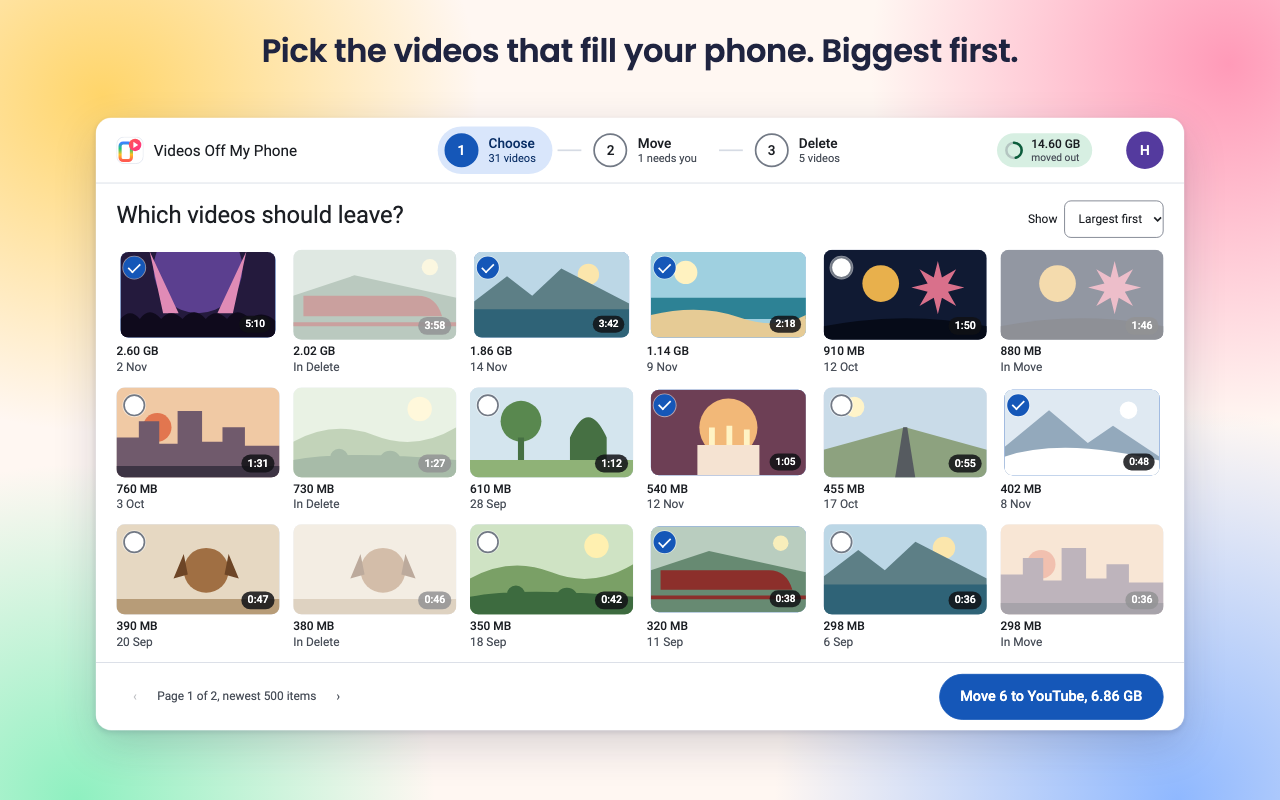 Pick the videos that fill your phone. Biggest first.
Videos Off My Phone
1
Choose
31 videos
2
Move
1 needs you
3
Delete
5 videos
14.60 GB
moved out
H
Which videos should leave?
Show
Largest first
5:10
3:58
3:42
2:18
1:50
1:46
2.60 GB
2.02 GB
1.86 GB
1.14 GB
910 MB
880 MB
2 Nov
In Delete
14 Nov
9 Nov
12 Oct
In Move
1:31
1:27
1:12
1:05
0:55
0:48
760 MB
730 MB
610 MB
540 MB
455 MB
402 MB
3 Oct
In Delete
28 Sep
12 Nov
17 Oct
8 Nov
0:47
0:46
0:42
0:38
0:36
0:36
390 MB
380 MB
350 MB
320 MB
298 MB
298 MB
20 Sep
In Delete
18 Sep
11 Sep
6 Sep
In Move
‹ Page 1 of 2, newest 500 items ›
Move 6 to YouTube, 6.86 GB